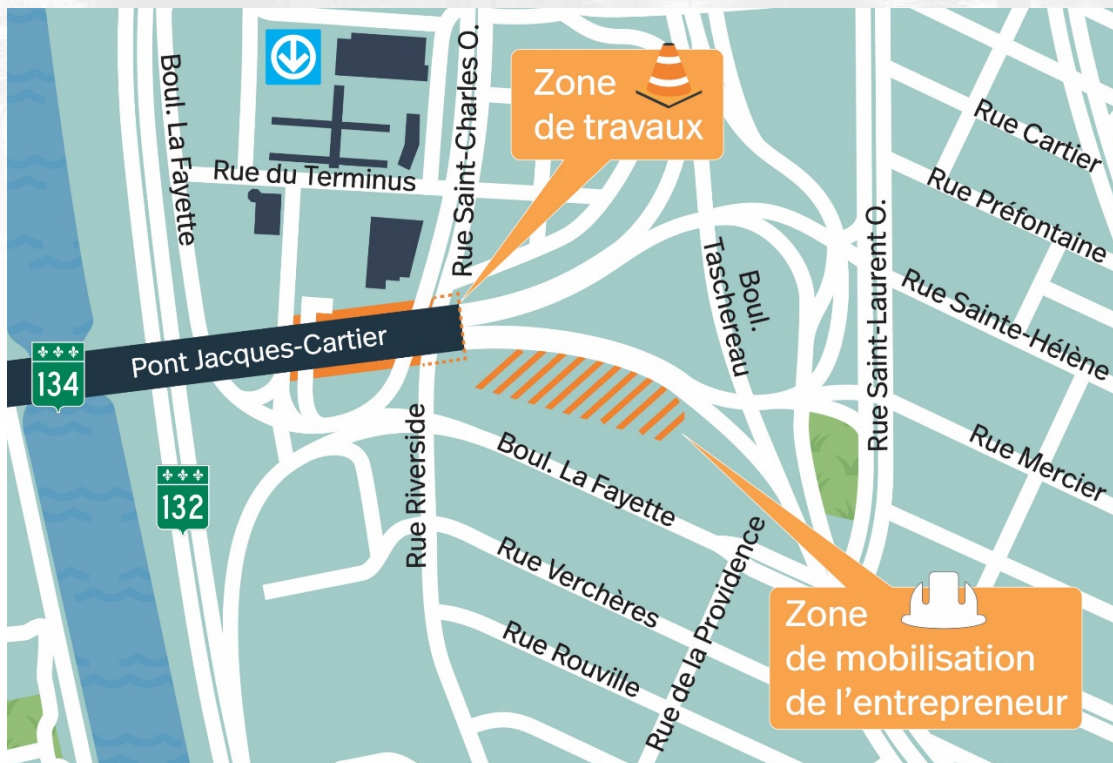 Zone
de travaux
Boul. La Fayette
Rue Saint-Charles O.
Rue du Terminus
Rue Cartier
Rue Préfontaine
Boul.
Taschereau
Rue Saint-Laurent O.
Rue Sainte-Hélène
Pont Jacques-Cartier
134
132
Rue Riverside
Boul. La Fayette
Rue Mercier
Rue Verchères
Rue de la Providence
Rue Rouville
Zone
de mobilisation
de l'entrepreneur